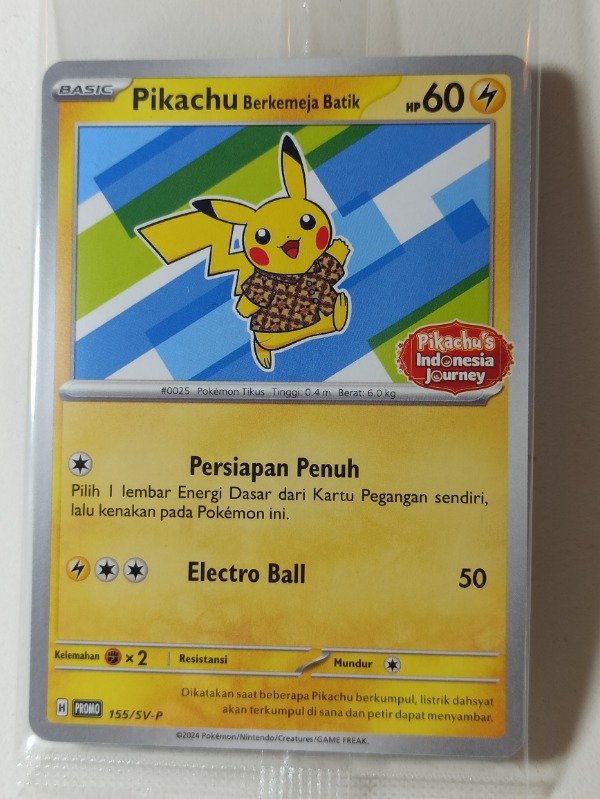 BASIC Pikachu Berkemeja Batik HP 60
Pikachu's
Indonesia
Journey
#0025 Pokémon Tikus Tinggi: 0.4 m Berat: 6.0 kg
Persiapan Penuh
Pilih 1 lembar Energi Dasar dari Kartu Pegangan sendiri,
lalu kenakan pada Pokémon ini.
Electro Ball 50
Kelemahan ×2 Resistansi Mundur
Dikatakan saat beberapa Pikachu berkumpul, listrik dahsyat
akan terkumpul di sana dan petir dapat menyambar.
H PROMO 155/SV-P
©2024 Pokémon/Nintendo/Creatures/GAME FREAK.